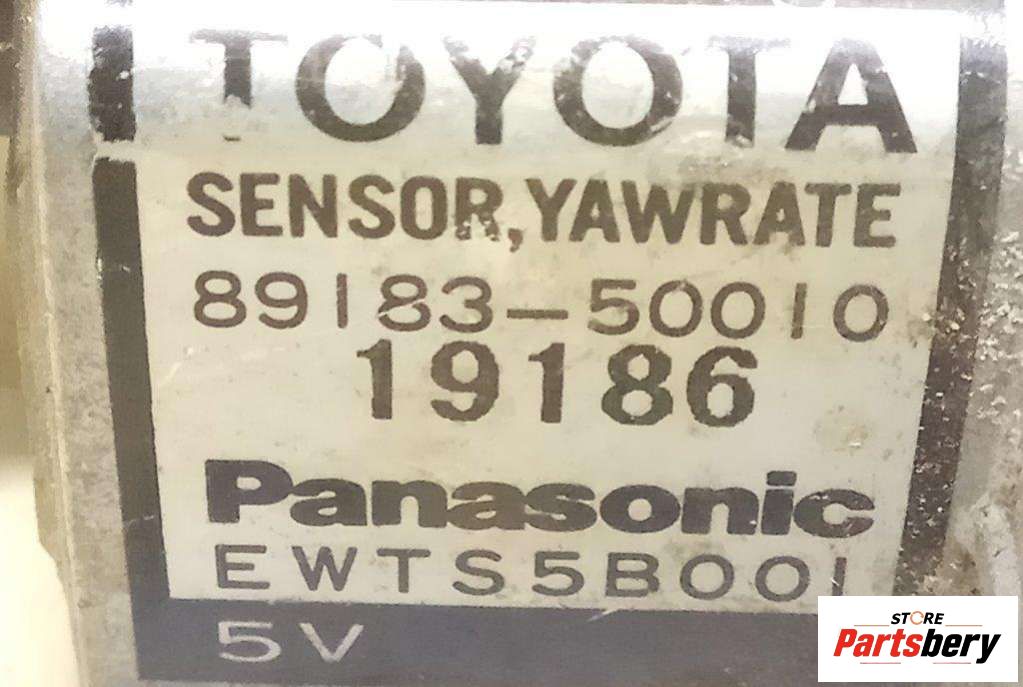 TOYOTA
SENSOR,YAWRATE
89183-50010
19186
Panasonic
EWTS5B001
5V
STORE
Partsbery